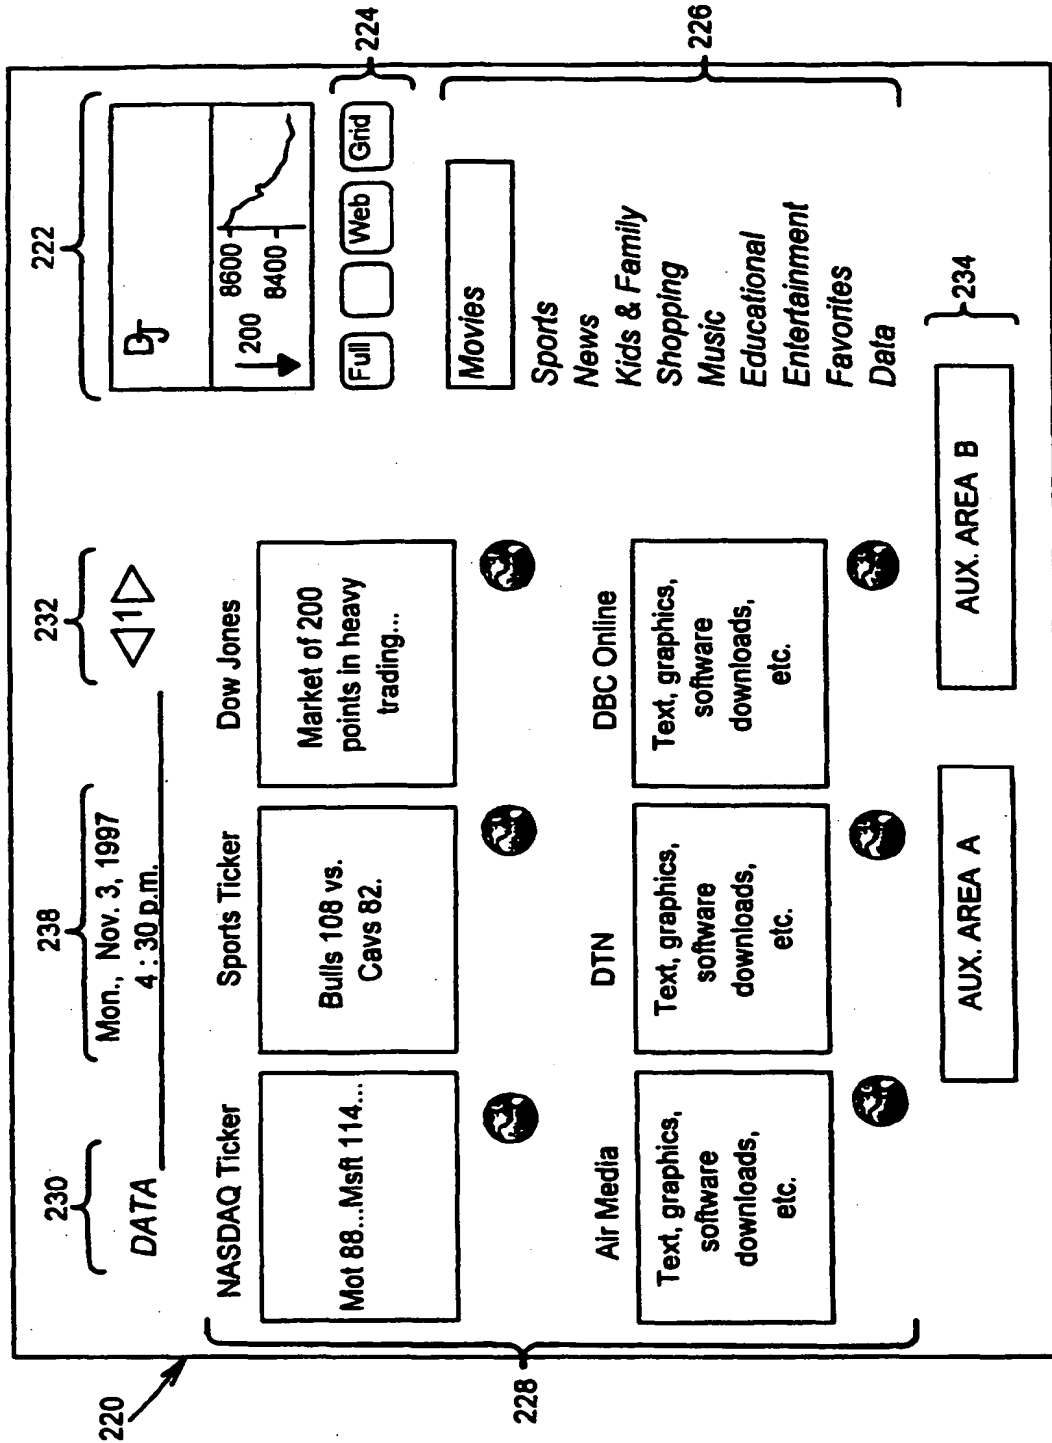 220
230
238
232
222
DATA
Mon., Nov. 3, 1997
4 : 30 p.m.
1
DJ
200
8600
8400
224
Full
Web
Grid
228
NASDAQ Ticker
Sports Ticker
Dow Jones
Mot 88...Msft 114...
Bulls 108 vs.
Cavs 82.
Market of 200
points in heavy
trading...
Air Media
DTN
DBC Online
Text, graphics,
software
downloads,
etc.
Text, graphics,
software
downloads,
etc.
Text, graphics,
software
downloads,
etc.
226
Movies
Sports
News
Kids & Family
Shopping
Music
Educational
Entertainment
Favorites
Data
AUX. AREA A
AUX. AREA B
234